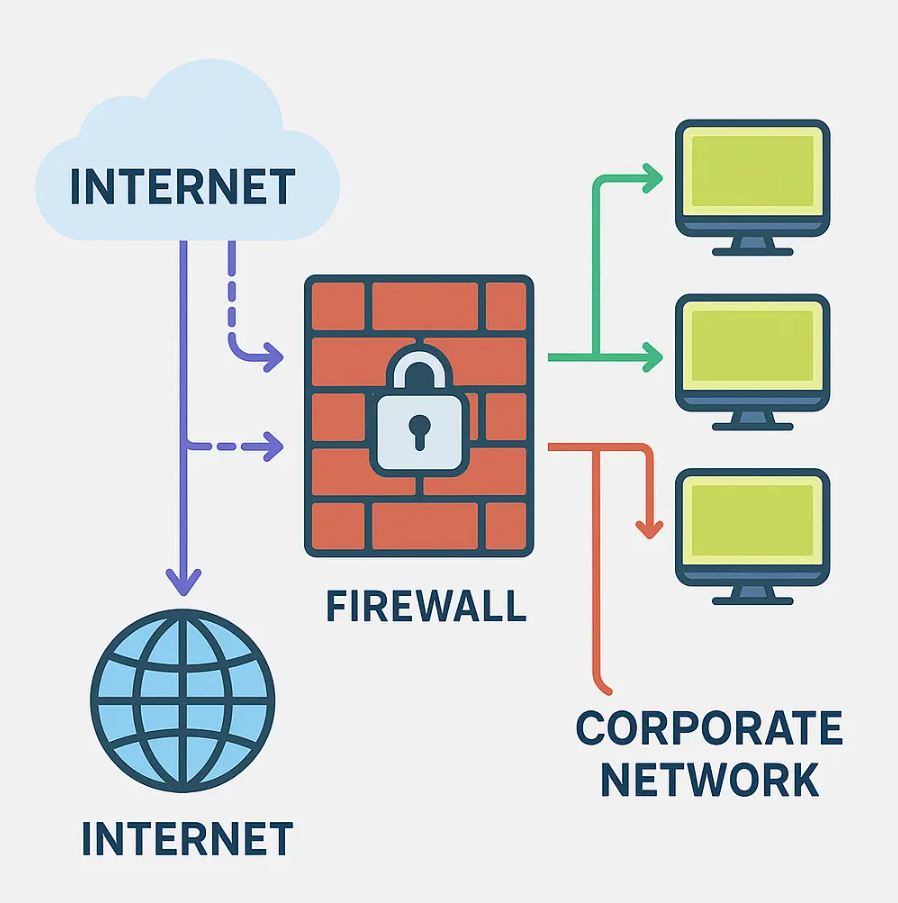 INTERNET
FIREWALL
CORPORATE
NETWORK
INTERNET